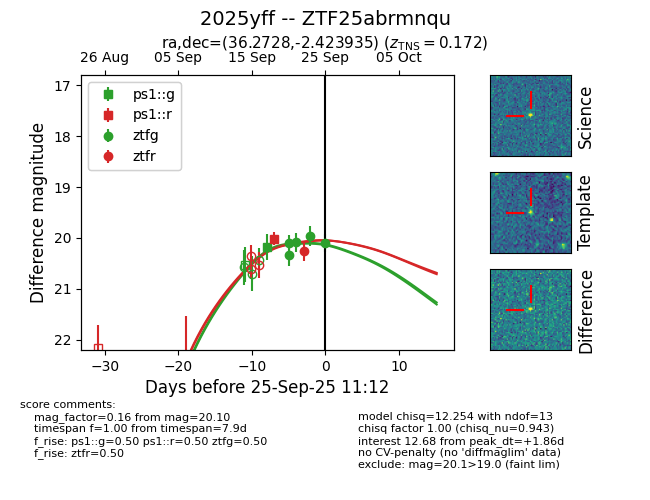 2025yff -- ZTF25abrmnqu
ra,dec=(36.2728,-2.423935) (z_TNS = 0.172)
26 Aug 05 Sep 15 Sep 25 Sep 05 Oct
ps1::g
ps1::r
ztfg
ztfr
17
18
19
20
21
22
Difference magnitude
−30 −20 −10 0 10
Days before 25-Sep-25 11:12
Science
Template
Difference
score comments:
mag_factor=0.16 from mag=20.10
timespan f=1.00 from timespan=7.9d
f_rise: ps1::g=0.50 ps1::r=0.50 ztfg=0.50
f_rise: ztfr=0.50
model chisq=12.254 with ndof=13
chisq factor 1.00 (chisq_nu=0.943)
interest 12.68 from peak_dt=+1.86d
no CV-penalty (no 'diffmaglim' data)
exclude: mag=20.1>19.0 (faint lim)